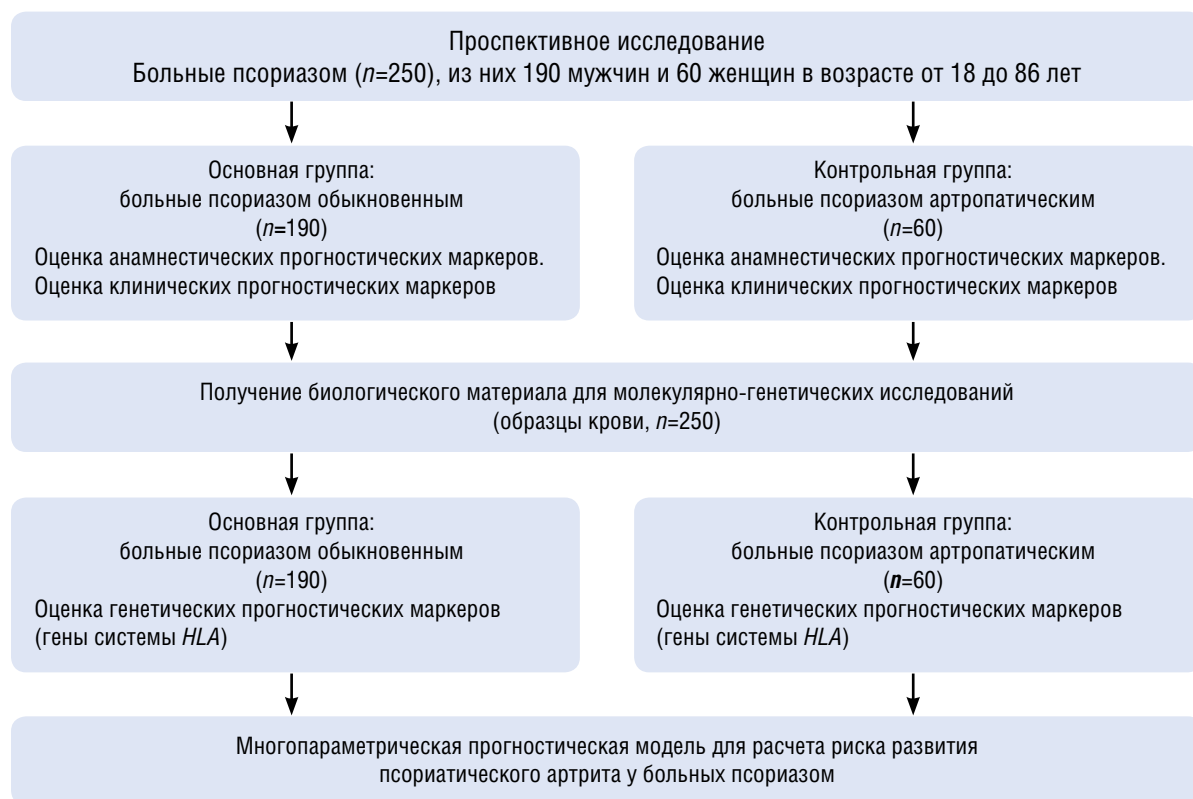 Проспективное исследование
Больные псориазом (n=250), из них 190 мужчин и 60 женщин в возрасте от 18 до 86 лет
Основная группа:
больные псориазом обыкновенным
(n=190)
Оценка анамнестических прогностических маркеров.
Оценка клинических прогностических маркеров
Контрольная группа:
больные псориазом артропатическим
(n=60)
Оценка анамнестических прогностических маркеров.
Оценка клинических прогностических маркеров
Получение биологического материала для молекулярно-генетических исследований
(образцы крови, n=250)
Основная группа:
больные псориазом обыкновенным
(n=190)
Оценка генетических прогностических маркеров
(гены системы HLA)
Контрольная группа:
больные псориазом артропатическим
(n=60)
Оценка генетических прогностических маркеров
(гены системы HLA)
Многопараметрическая прогностическая модель для расчета риска развития
псориатического артрита у больных псориазом